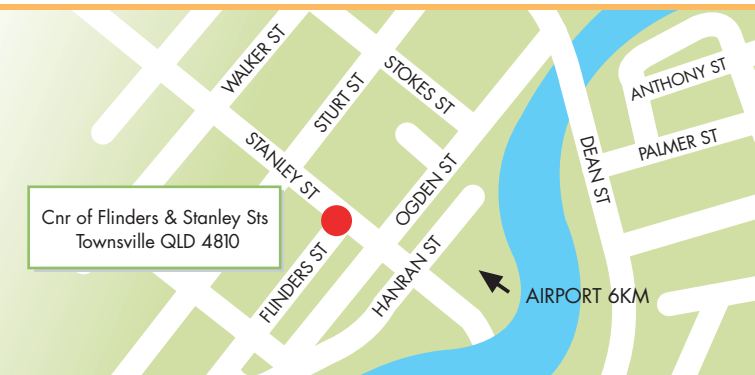 WALKER ST
STURT ST
STOKES ST
ANTHONY ST
PALMER ST
DEAN ST
STANLEY ST
OGDEN ST
Cnr of Flinders & Stanley Sts
Townsville QLD 4810
FLINDERS ST
HANRAN ST
AIRPORT 6KM